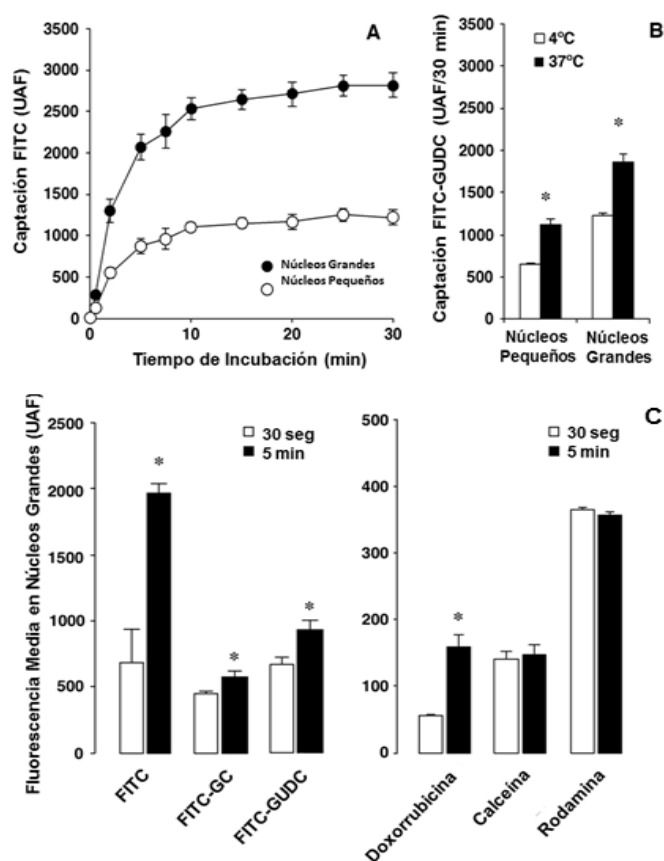 A
Captación FITC (UAF)
3500
3000
2500
2000
1500
1000
500
0
Núcleos Grandes
Núcleos Pequeños
0
10
20
30
Tiempo de Incubación (min)
B
4ºC
37ºC
Captación FITC-GUDC (UAF/30 min)
3500
3000
2500
2000
1500
1000
500
0
*
*
Núcleos Pequeños
Núcleos Grandes
Fluorescencia Media en Núcleos Grandes (UAF)
2500
2000
1000
500
0
30 seg
5 min
*
*
*
FITC
FITC-GC
FITC-GUDC
C
500
400
300
200
100
0
30 seg
5 min
*
Doxorrubicina
Calceína
Rodamina